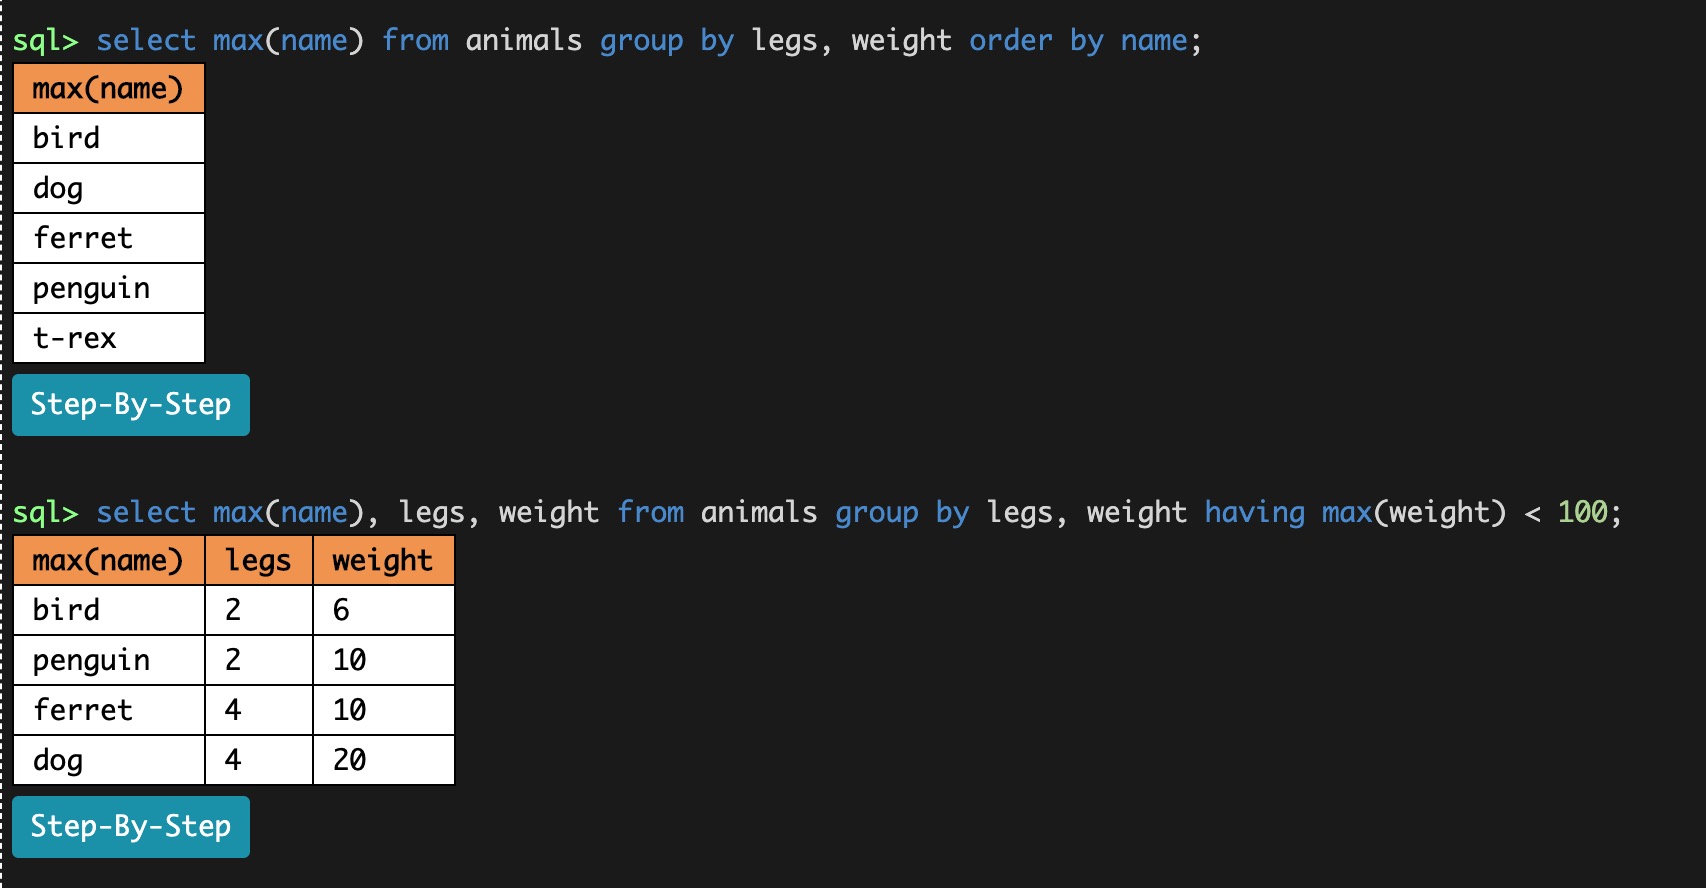 sql> select max(name) from animals group by legs, weight order by name;
max(name)
bird
dog
ferret
penguin
t-rex
Step-By-Step
sql> select max(name), legs, weight from animals group by legs, weight having max(weight) < 100;
max(name) legs weight
bird 2 6
penguin 2 10
ferret 4 10
dog 4 20
Step-By-Step